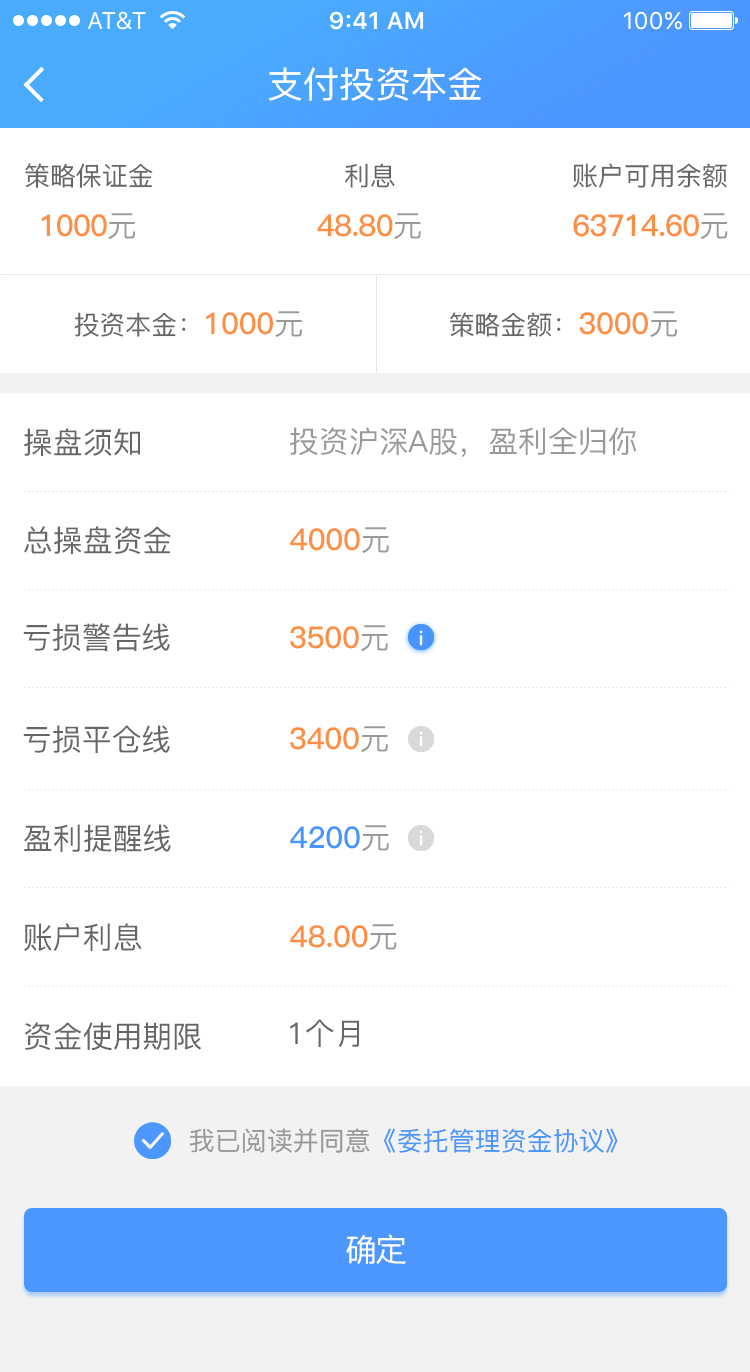 AT&T 9:41 AM 100%
支付投资本金
策略保证金 利息 账户可用余额
1000元 48.80元 63714.60元
投资本金：1000元 策略金额：3000元
操盘须知 投资沪深A股，盈利全归你
总操盘资金 4000元
亏损警告线 3500元 i
亏损平仓线 3400元 i
盈利提醒线 4200元 i
账户利息 48.00元
资金使用期限 1个月
我已阅读并同意《委托管理资金协议》
确定